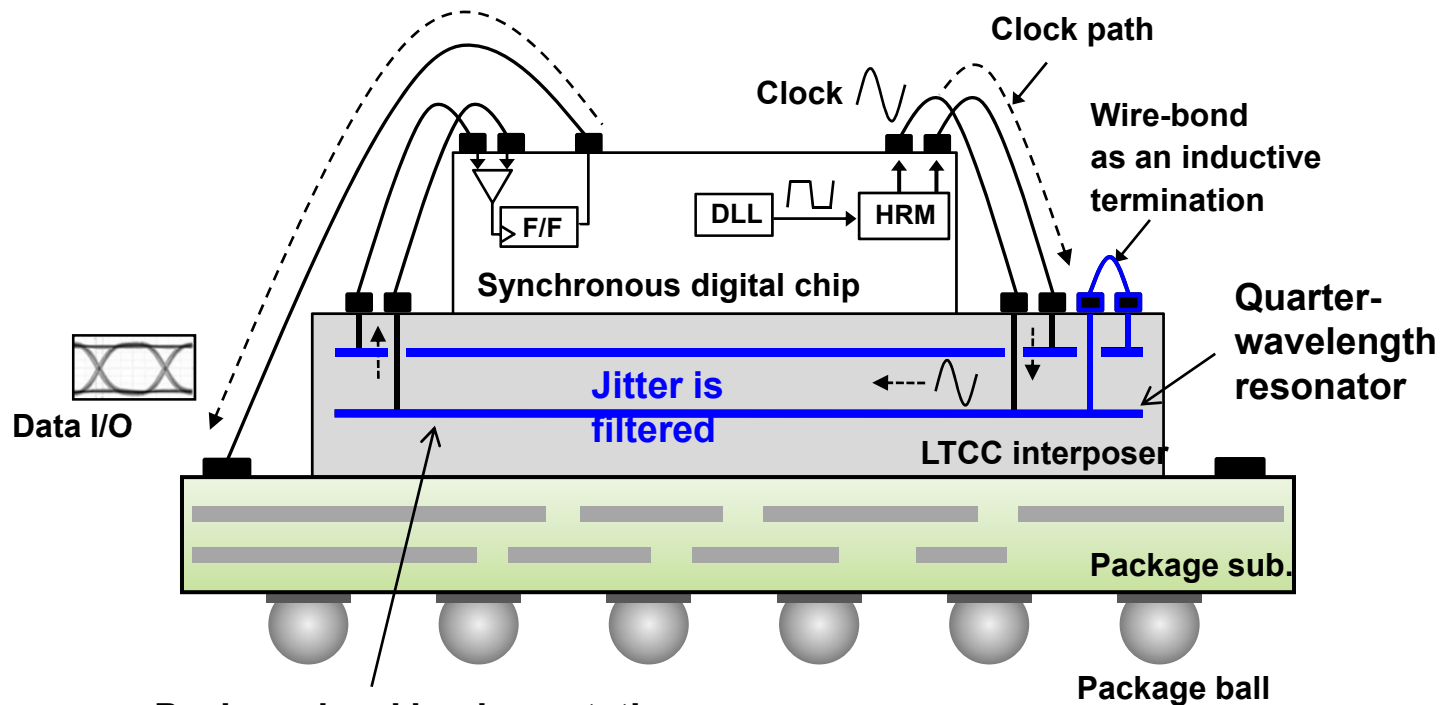 Clock path
Clock
Wire-bond
as an inductive
termination
DLL
HRM
F/F
Synchronous digital chip
Quarter-
wavelength
resonator
Jitter is
filtered
Data I/O
LTCC interposer
Package sub.
Package ball